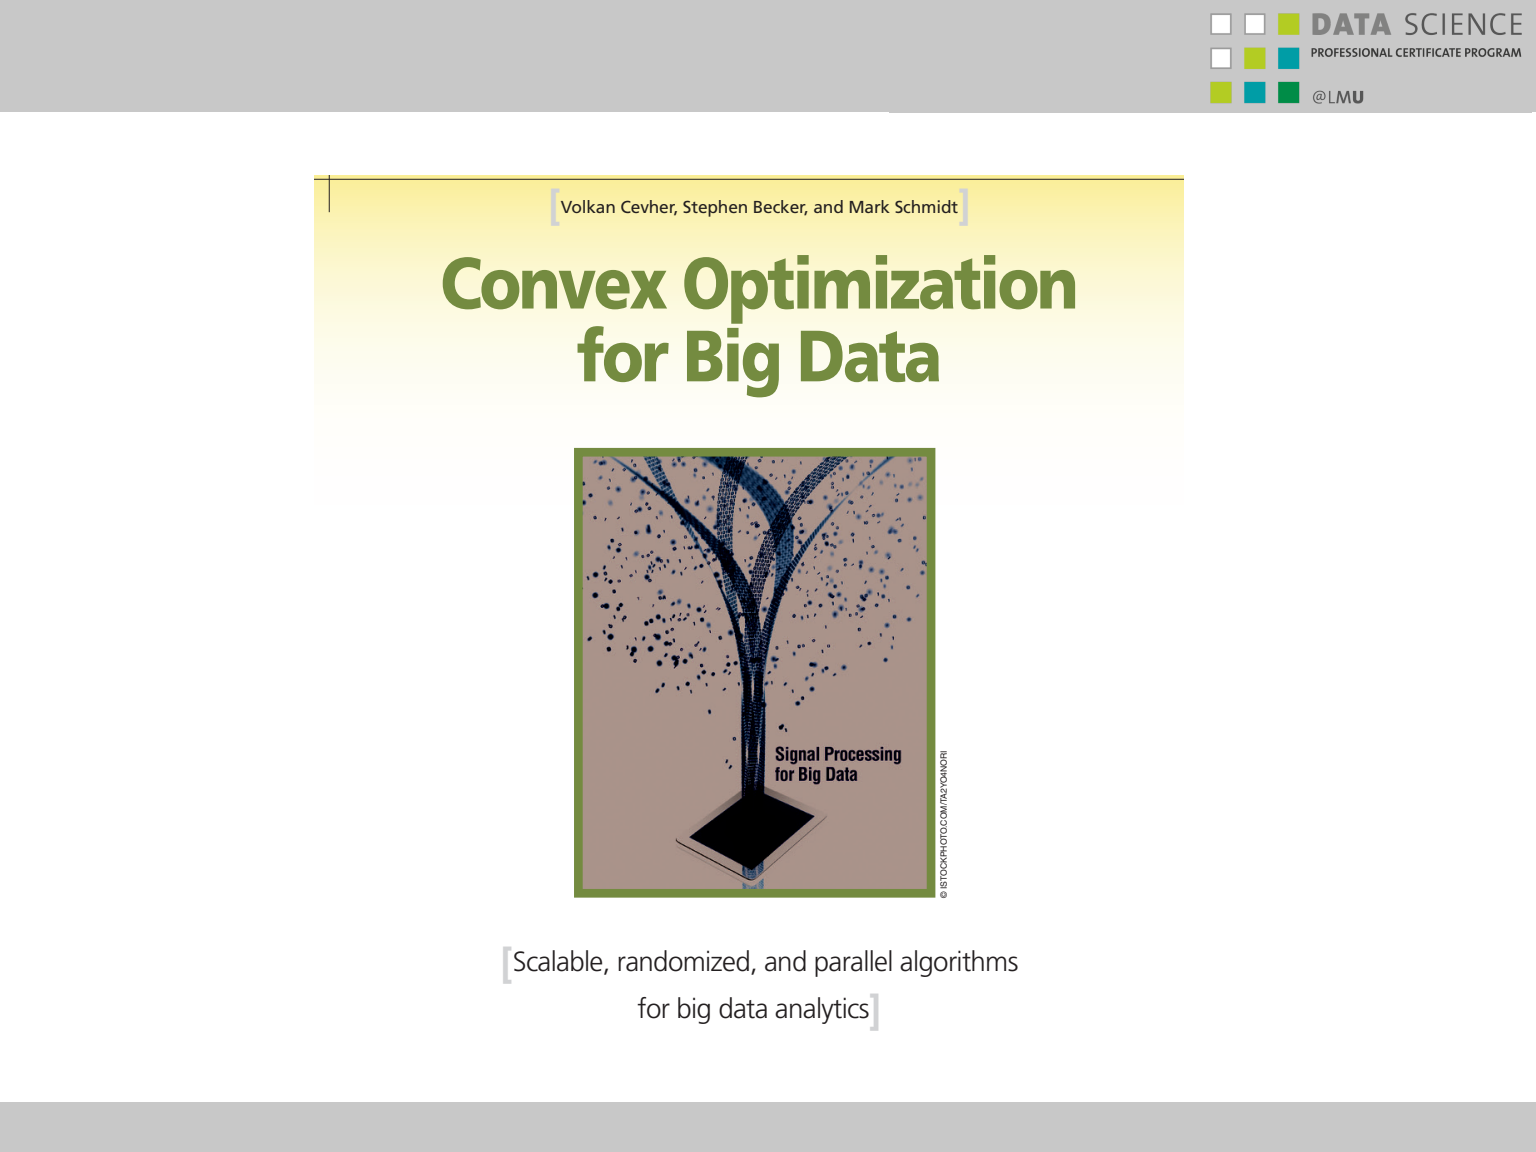 DATA SCIENCE
PROFESSIONAL CERTIFICATE PROGRAM
@LMU
[Volkan Cevher, Stephen Becker, and Mark Schmidt]
Convex Optimization
for Big Data
Signal Processing
for Big Data
© ISTOCKPHOTO.COM/TA2YO4NORI
[Scalable, randomized, and parallel algorithms
for big data analytics]